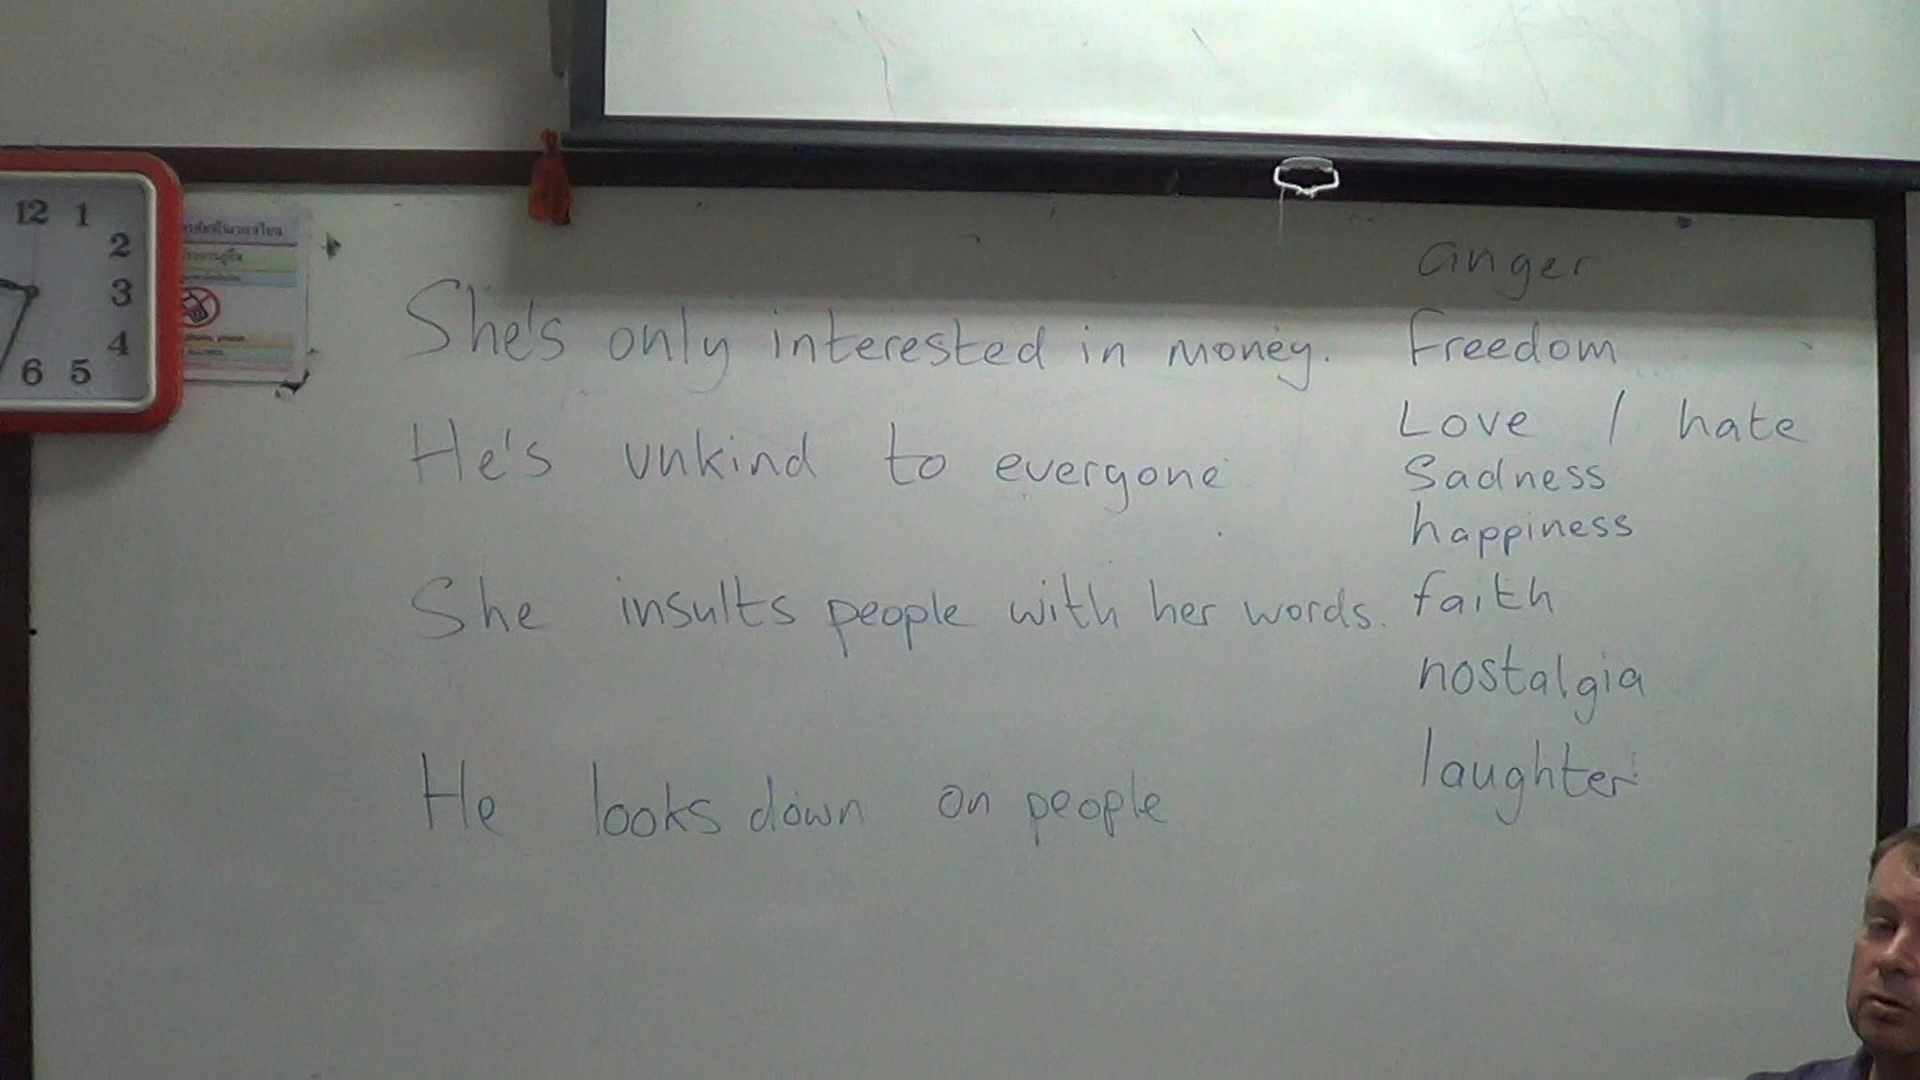 12 1
2
3
4
6 5
anger
She's only interested in money. Freedom
Love / hate
He's unkind to everyone Sadness
happiness
She insults people with her words. faith
nostalgia
laughter
He looks down on people